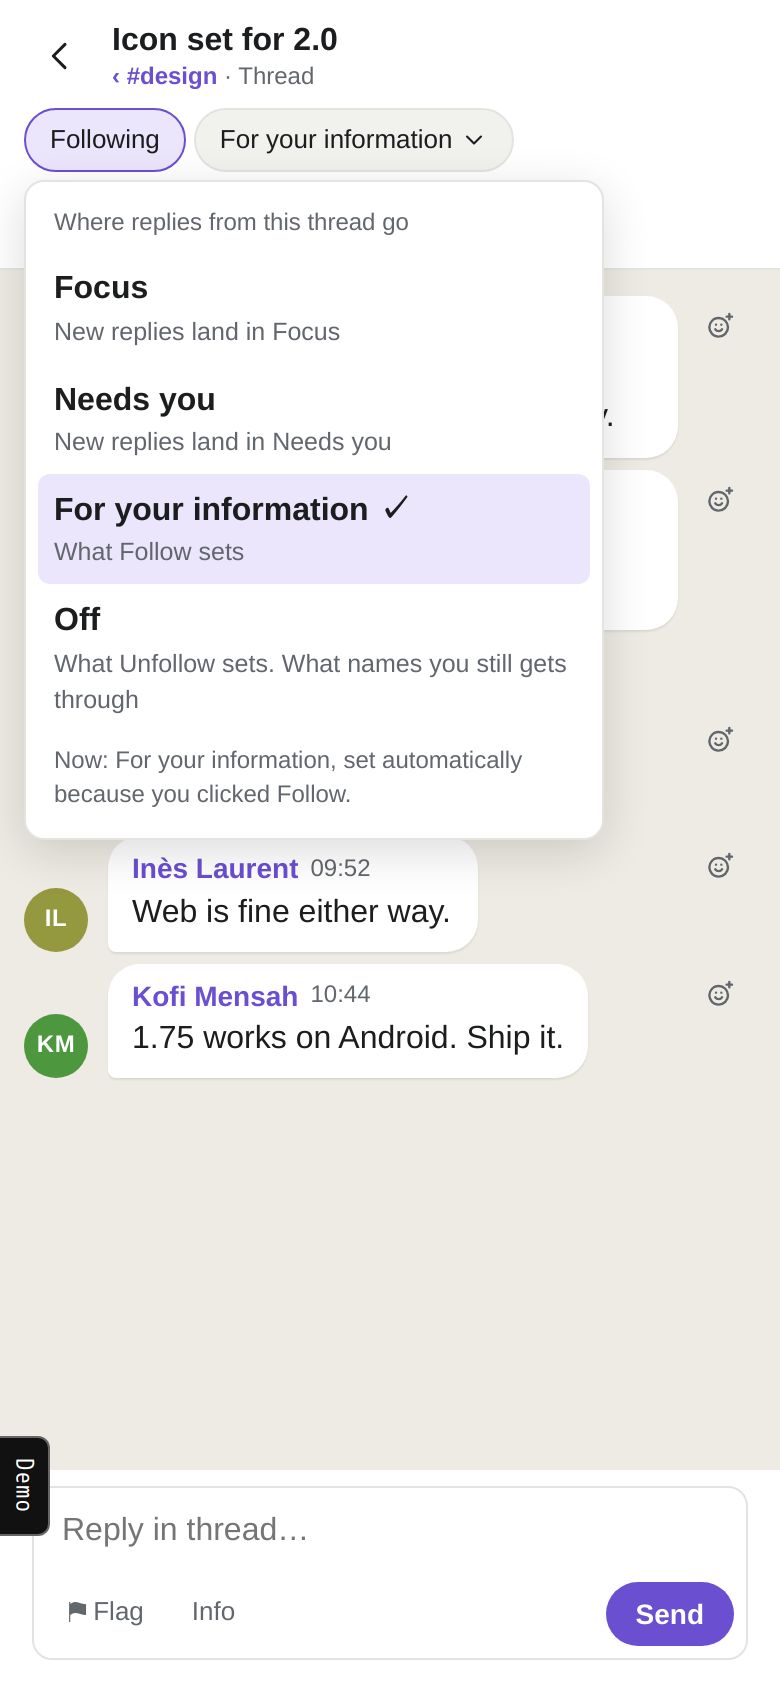 Icon set for 2.0
‹ #design · Thread
Following
For your information
Where replies from this thread go
Focus
New replies land in Focus
Needs you
New replies land in Needs you
For your information ✓
What Follow sets
Off
What Unfollow sets. What names you still gets
through
Now: For your information, set automatically
because you clicked Follow.
IL
Inès Laurent 09:52
Web is fine either way.
KM
Kofi Mensah 10:44
1.75 works on Android. Ship it.
Demo
Reply in thread…
Flag
Info
Send